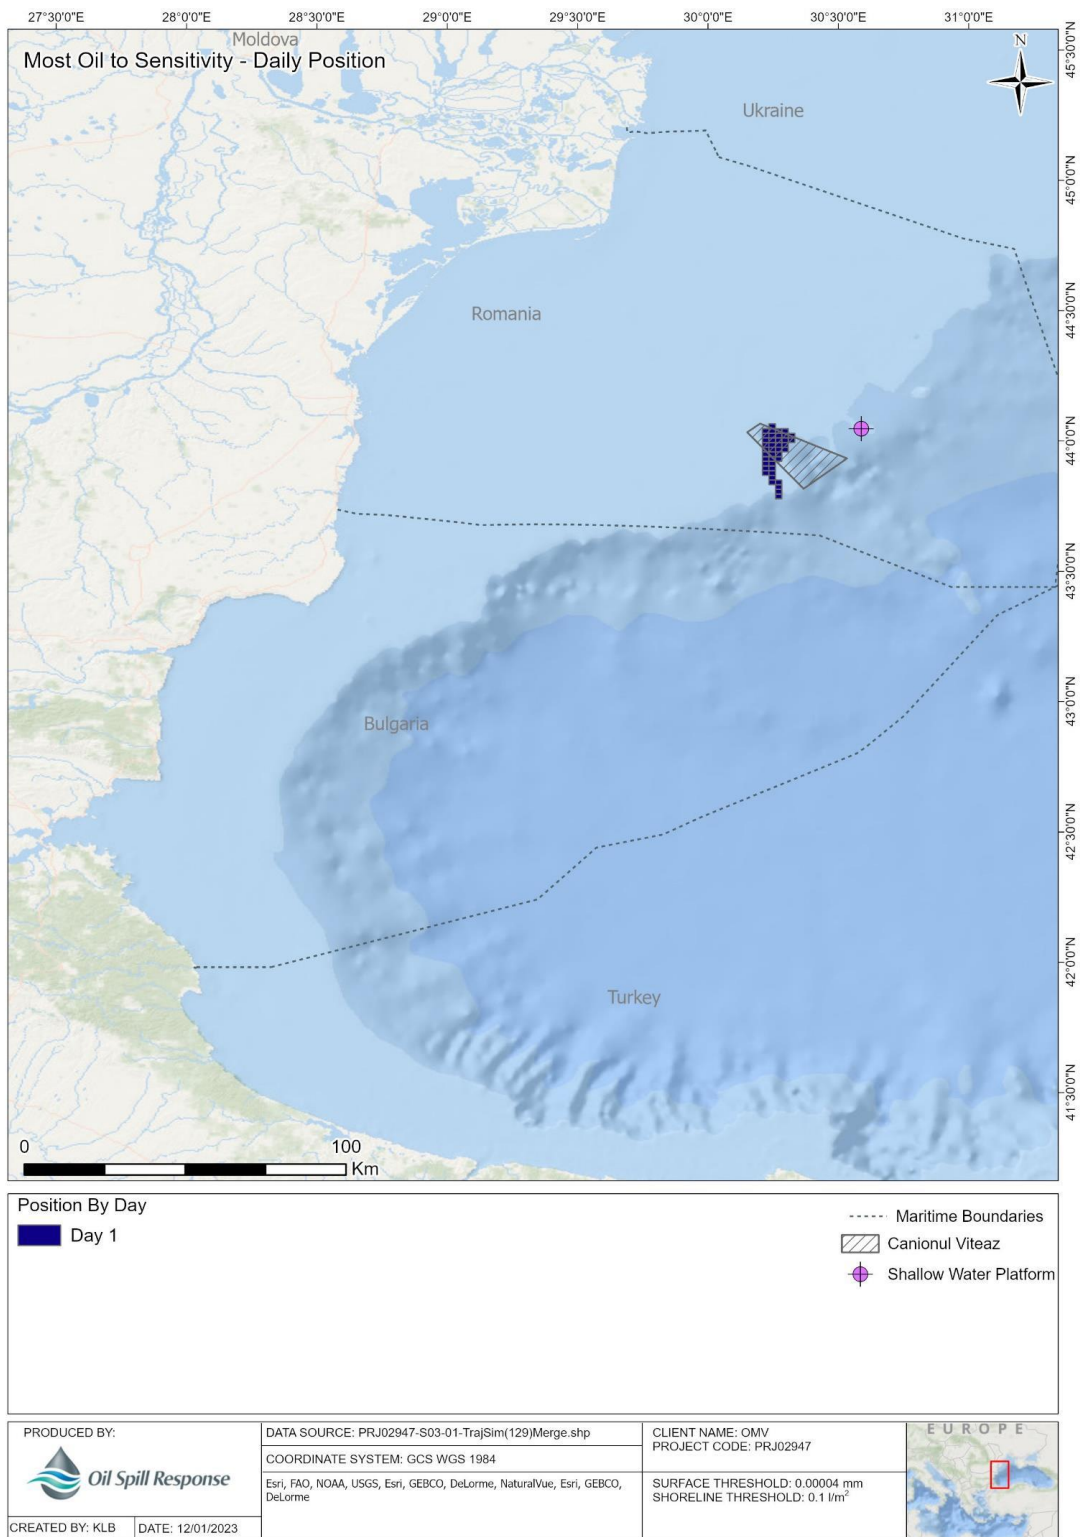 27°30'0"E 28°0'0"E 28°30'0"E 29°0'0"E 29°30'0"E 30°0'0"E 30°30'0"E 31°0'0"E
Moldova
Most Oil to Sensitivity - Daily Position
N
45°30'0"N
Ukraine
45°0'0"N
Romania
44°30'0"N
44°0'0"N
43°30'0"N
43°0'0"N
Bulgaria
42°30'0"N
42°0'0"N
Turkey
41°30'0"N
0 100
Km
Position By Day
Day 1
Maritime Boundaries
Canionul Viteaz
Shallow Water Platform
PRODUCED BY:
Oil Spill Response
CREATED BY: KLB DATE: 12/01/2023
DATA SOURCE: PRJ02947-S03-01-TrajSim(129)Merge.shp
COORDINATE SYSTEM: GCS WGS 1984
Esri, FAO, NOAA, USGS, Esri, GEBCO, DeLorme, NaturalVue, Esri, GEBCO,
DeLorme
CLIENT NAME: OMV
PROJECT CODE: PRJ02947
SURFACE THRESHOLD: 0.00004 mm
SHORELINE THRESHOLD: 0.1 l/m²
EUROPE